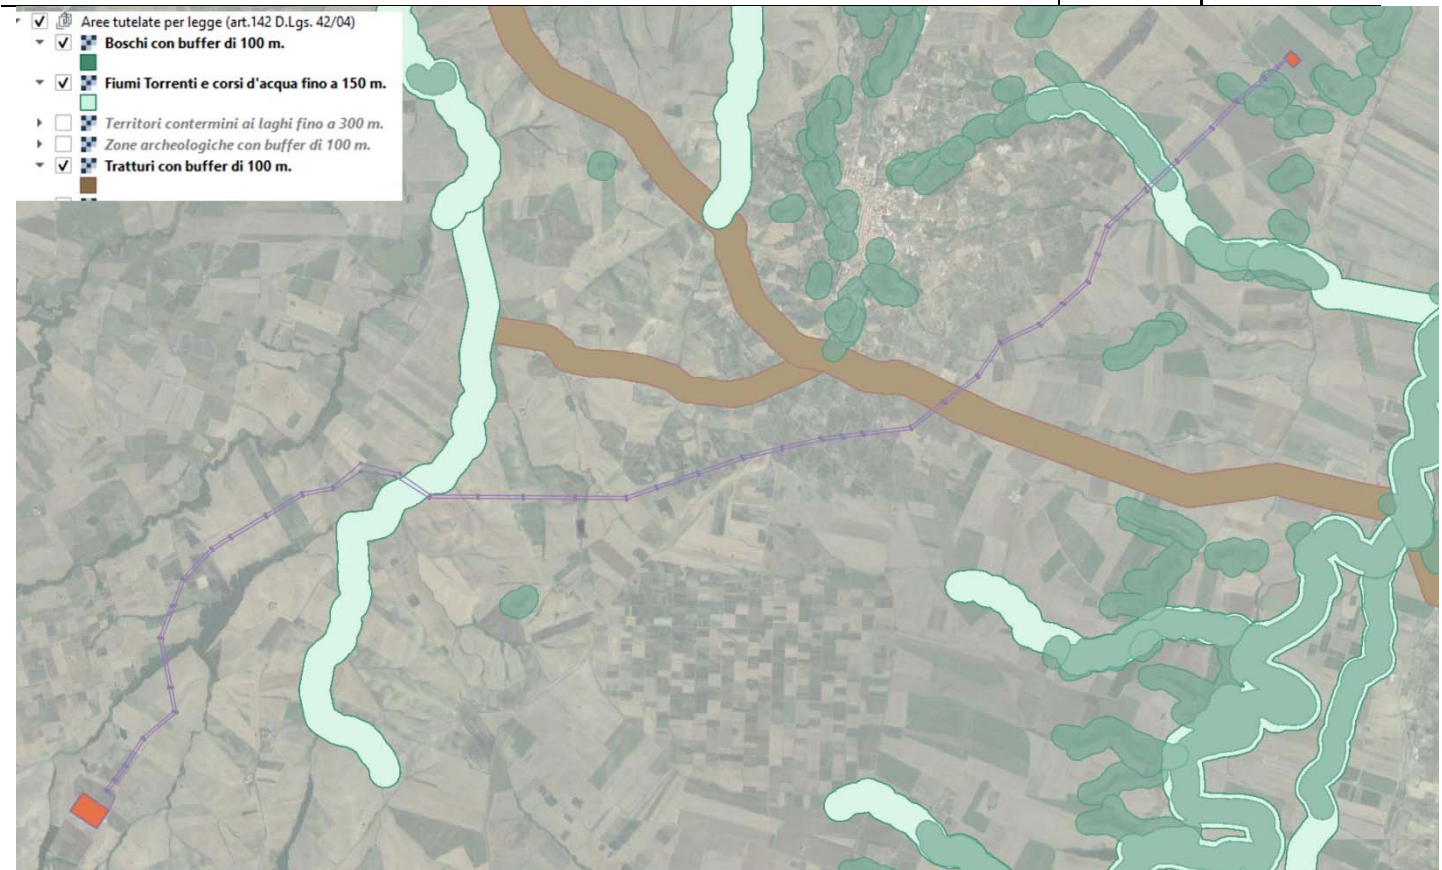 Aree tutelate per legge (art.142 D.Lgs. 42/04)
Boschi con buffer di 100 m.
Fiumi Torrenti e corsi d'acqua fino a 150 m.
Territori contermini ai laghi fino a 300 m.
Zone archeologiche con buffer di 100 m.
Tratturi con buffer di 100 m.